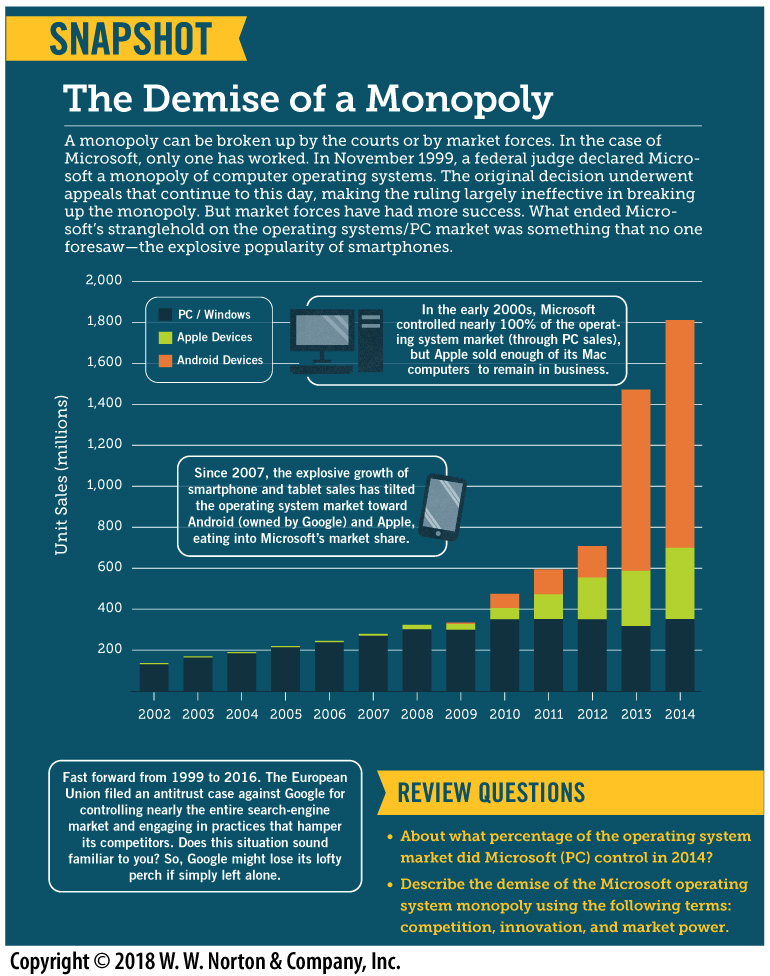 SNAPSHOT
The Demise of a Monopoly
A monopoly can be broken up by the courts or by market forces. In the case of
Microsoft, only one has worked. In November 1999, a federal judge declared Micro-
soft a monopoly of computer operating systems. The original decision underwent
appeals that continue to this day, making the ruling largely ineffective in breaking
up the monopoly. But market forces have had more success. What ended Micro-
soft's stranglehold on the operating systems/PC market was something that no one
foresaw—the explosive popularity of smartphones.
2,000
1,800
1,600
1,400
1,200
1,000
800
600
400
200
Unit Sales (millions)
PC / Windows
Apple Devices
Android Devices
In the early 2000s, Microsoft
controlled nearly 100% of the operat-
ing system market (through PC sales),
but Apple sold enough of its Mac
computers to remain in business.
Since 2007, the explosive growth of
smartphone and tablet sales has tilted
the operating system market toward
Android (owned by Google) and Apple,
eating into Microsoft's market share.
2002 2003 2004 2005 2006 2007 2008 2009 2010 2011 2012 2013 2014
Fast forward from 1999 to 2016. The European
Union filed an antitrust case against Google for
controlling nearly the entire search-engine
market and engaging in practices that hamper
its competitors. Does this situation sound
familiar to you? So, Google might lose its lofty
perch if simply left alone.
REVIEW QUESTIONS
• About what percentage of the operating system
market did Microsoft (PC) control in 2014?
• Describe the demise of the Microsoft operating
system monopoly using the following terms:
competition, innovation, and market power.
Copyright © 2018 W. W. Norton & Company, Inc.